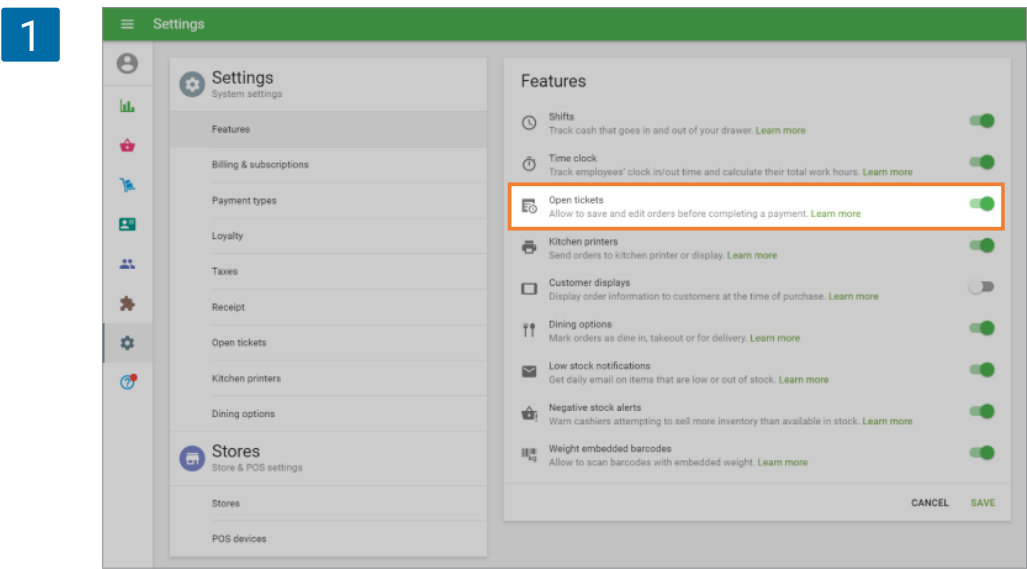 1
Settings
Settings
System settings
Features
Billing & subscriptions
Payment types
Loyalty
Taxes
Receipt
Open tickets
Kitchen printers
Dining options
Stores
Store & POS settings
Stores
POS devices
Features
Shifts
Track cash that goes in and out of your drawer. Learn more
Time clock
Track employees' clock in/out time and calculate their total work hours. Learn more
Open tickets
Allow to save and edit orders before completing a payment. Learn more
Kitchen printers
Send orders to kitchen printer or display. Learn more
Customer displays
Display order information to customers at the time of purchase. Learn more
Dining options
Mark orders as dine in, takeout or for delivery. Learn more
Low stock notifications
Get daily email on items that are low or out of stock. Learn more
Negative stock alerts
Warn cashiers attempting to sell more inventory than available in stock. Learn more
Weight embedded barcodes
Allow to scan barcodes with embedded weight. Learn more
CANCEL SAVE